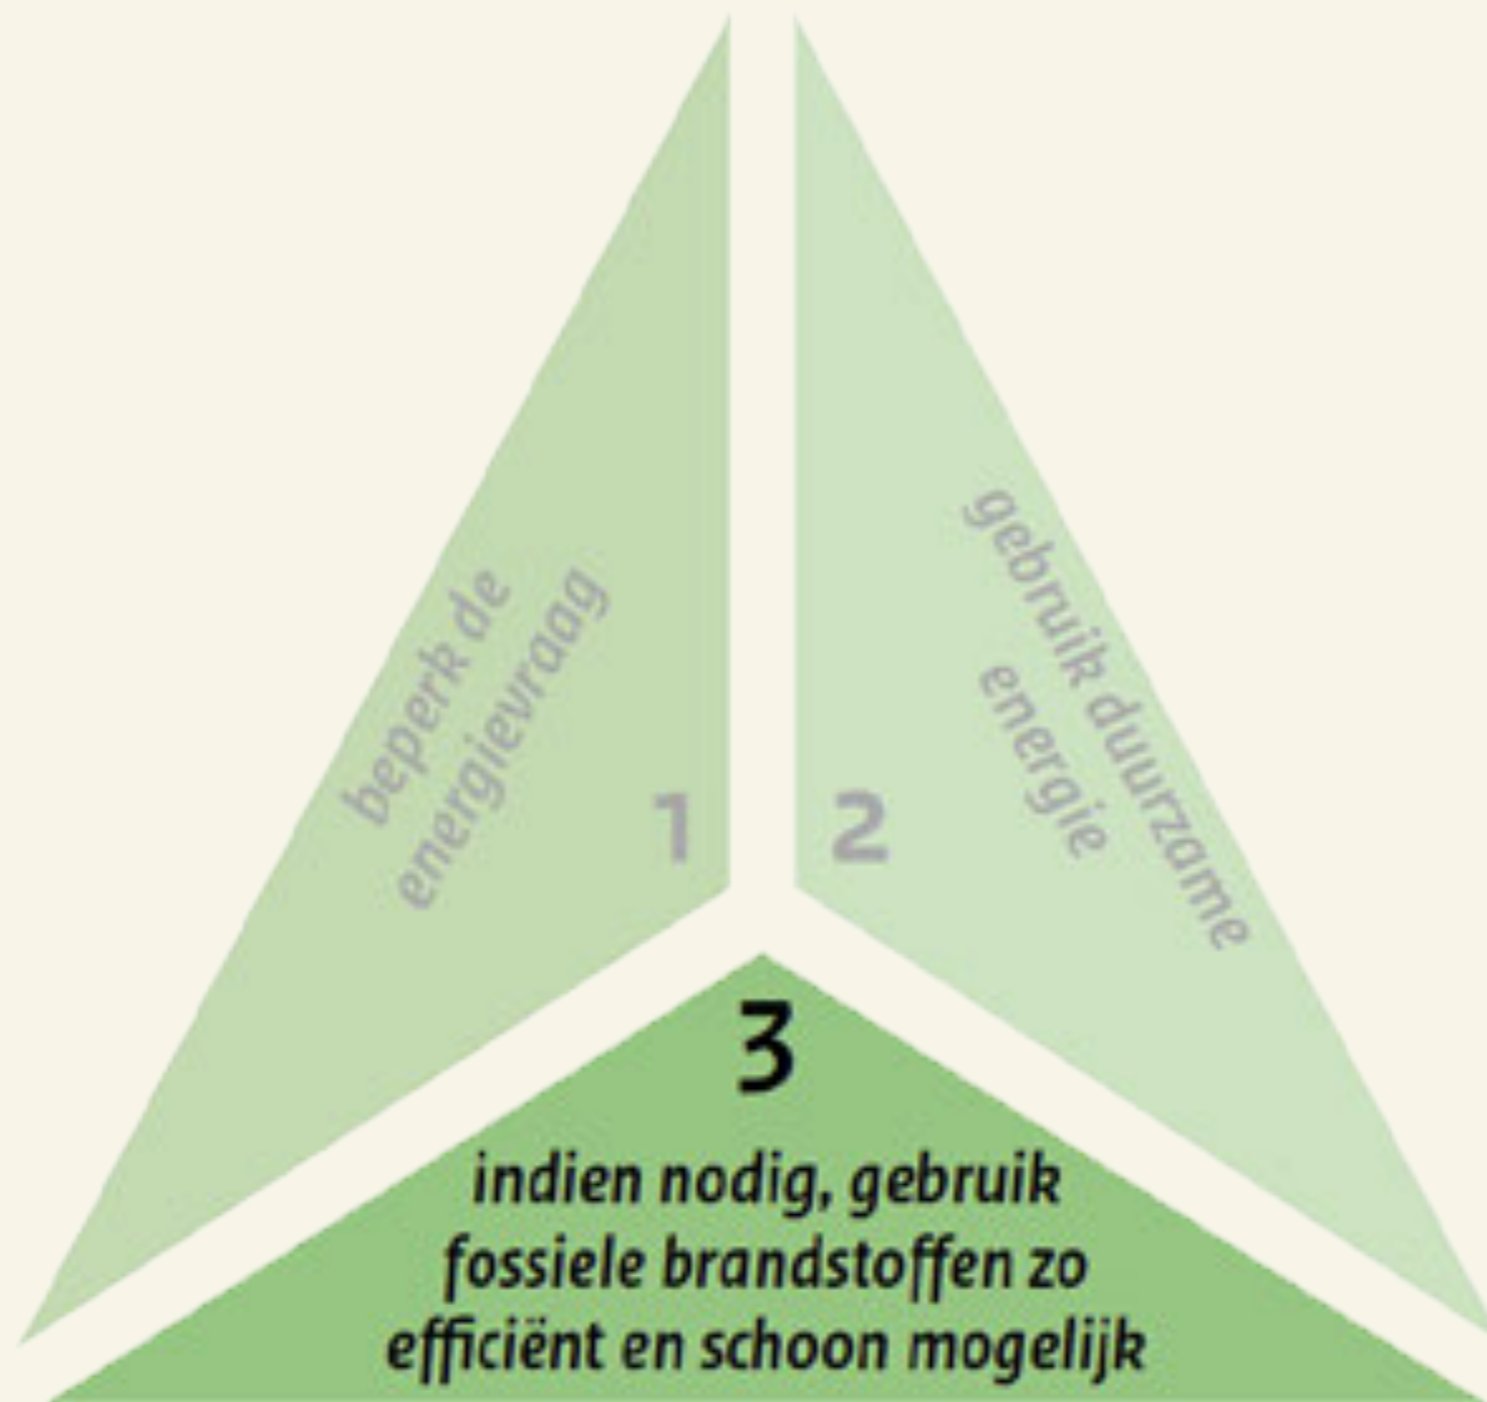 beperk de
energievraag
1
2
gebruik duurzame
energie
3
indien nodig, gebruik
fossiele brandstoffen zo
efficiënt en schoon mogelijk